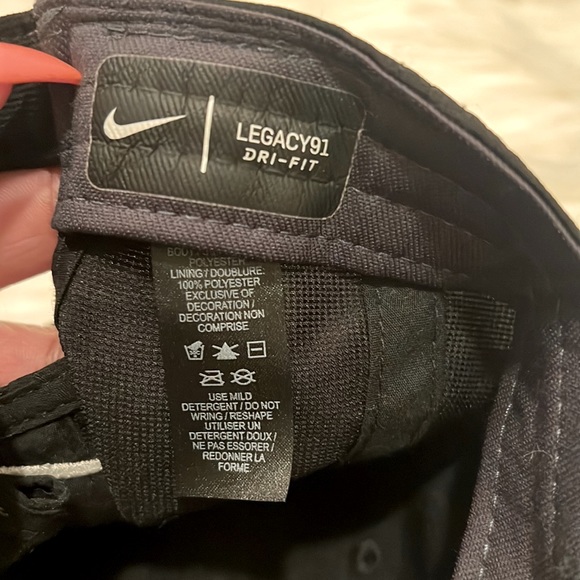 LEGACY91
DRI-FIT
POLYESTER
LINING / DOUBLURE:
100% POLYESTER
EXCLUSIVE OF
DECORATION /
DECORATION NON
COMPRISE
USE MILD
DETERGENT / DO NOT
WRING / RESHAPE
UTILISER UN
DETERGENT DOUX /
NE PAS ESSORER /
REDONNER LA
FORME